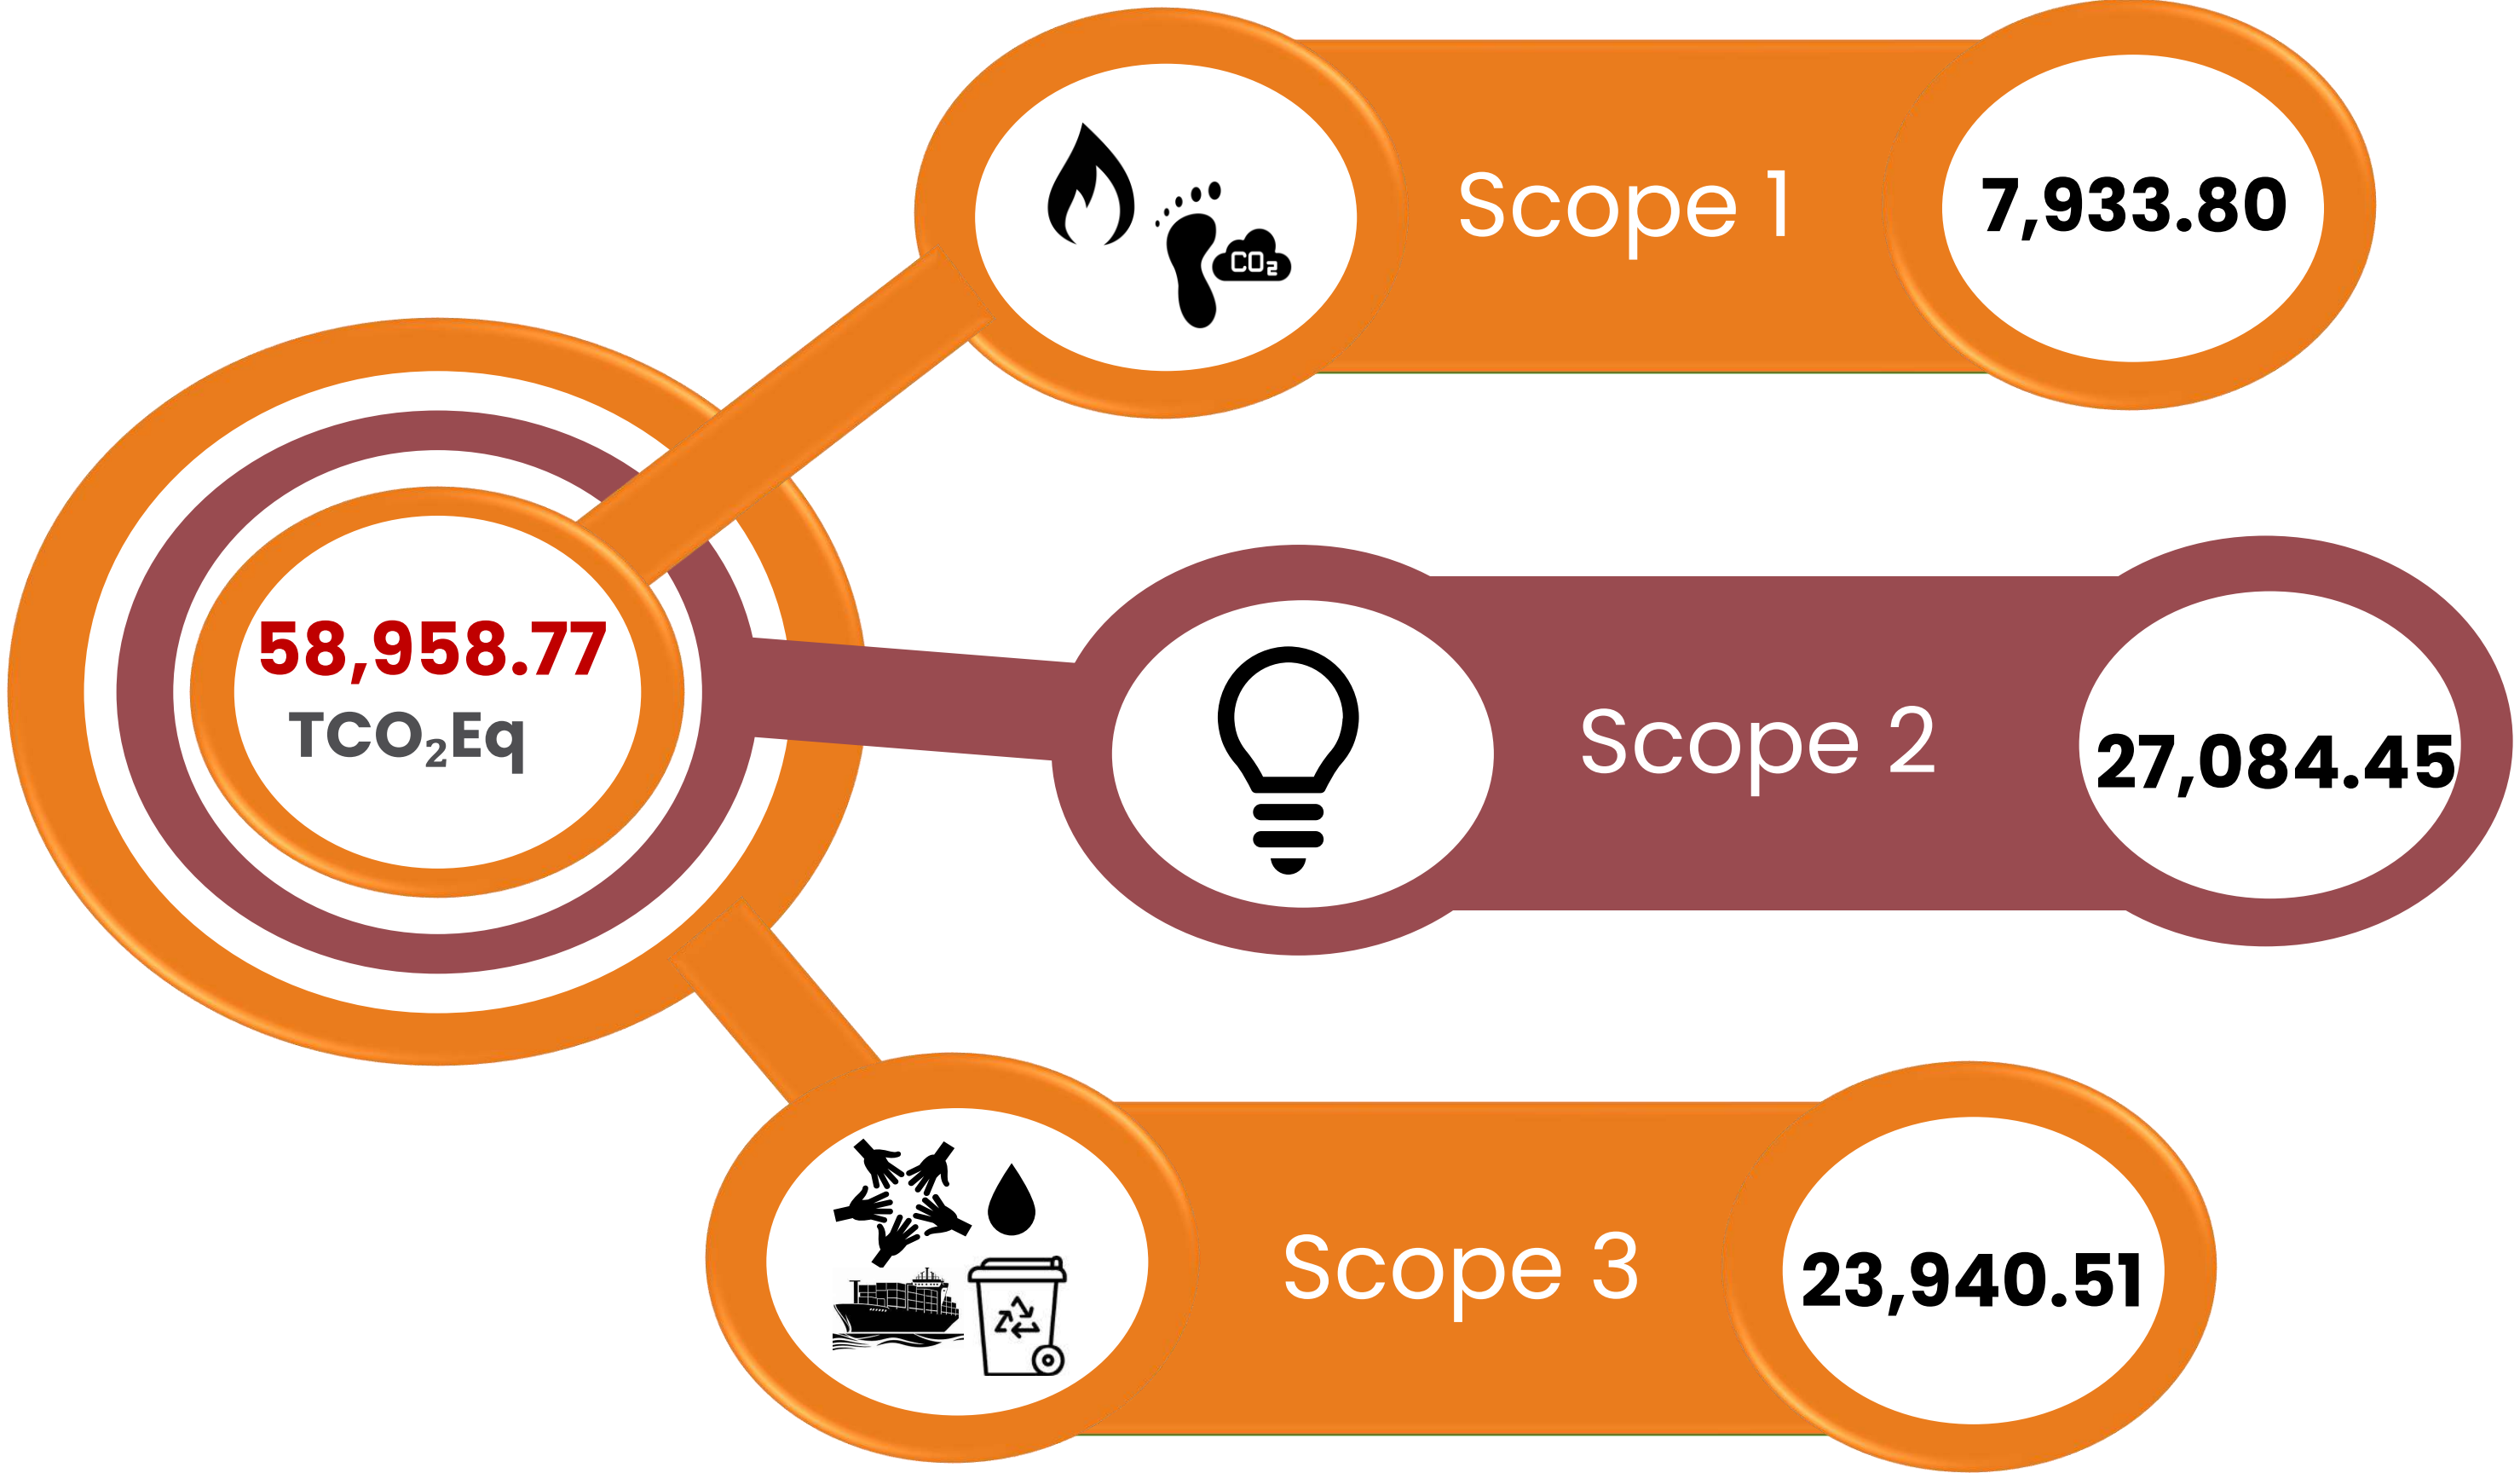 CO₂
Scope 1
7,933.80
58,958.77
TCO₂Eq
Scope 2
27,084.45
Scope 3
23,940.51